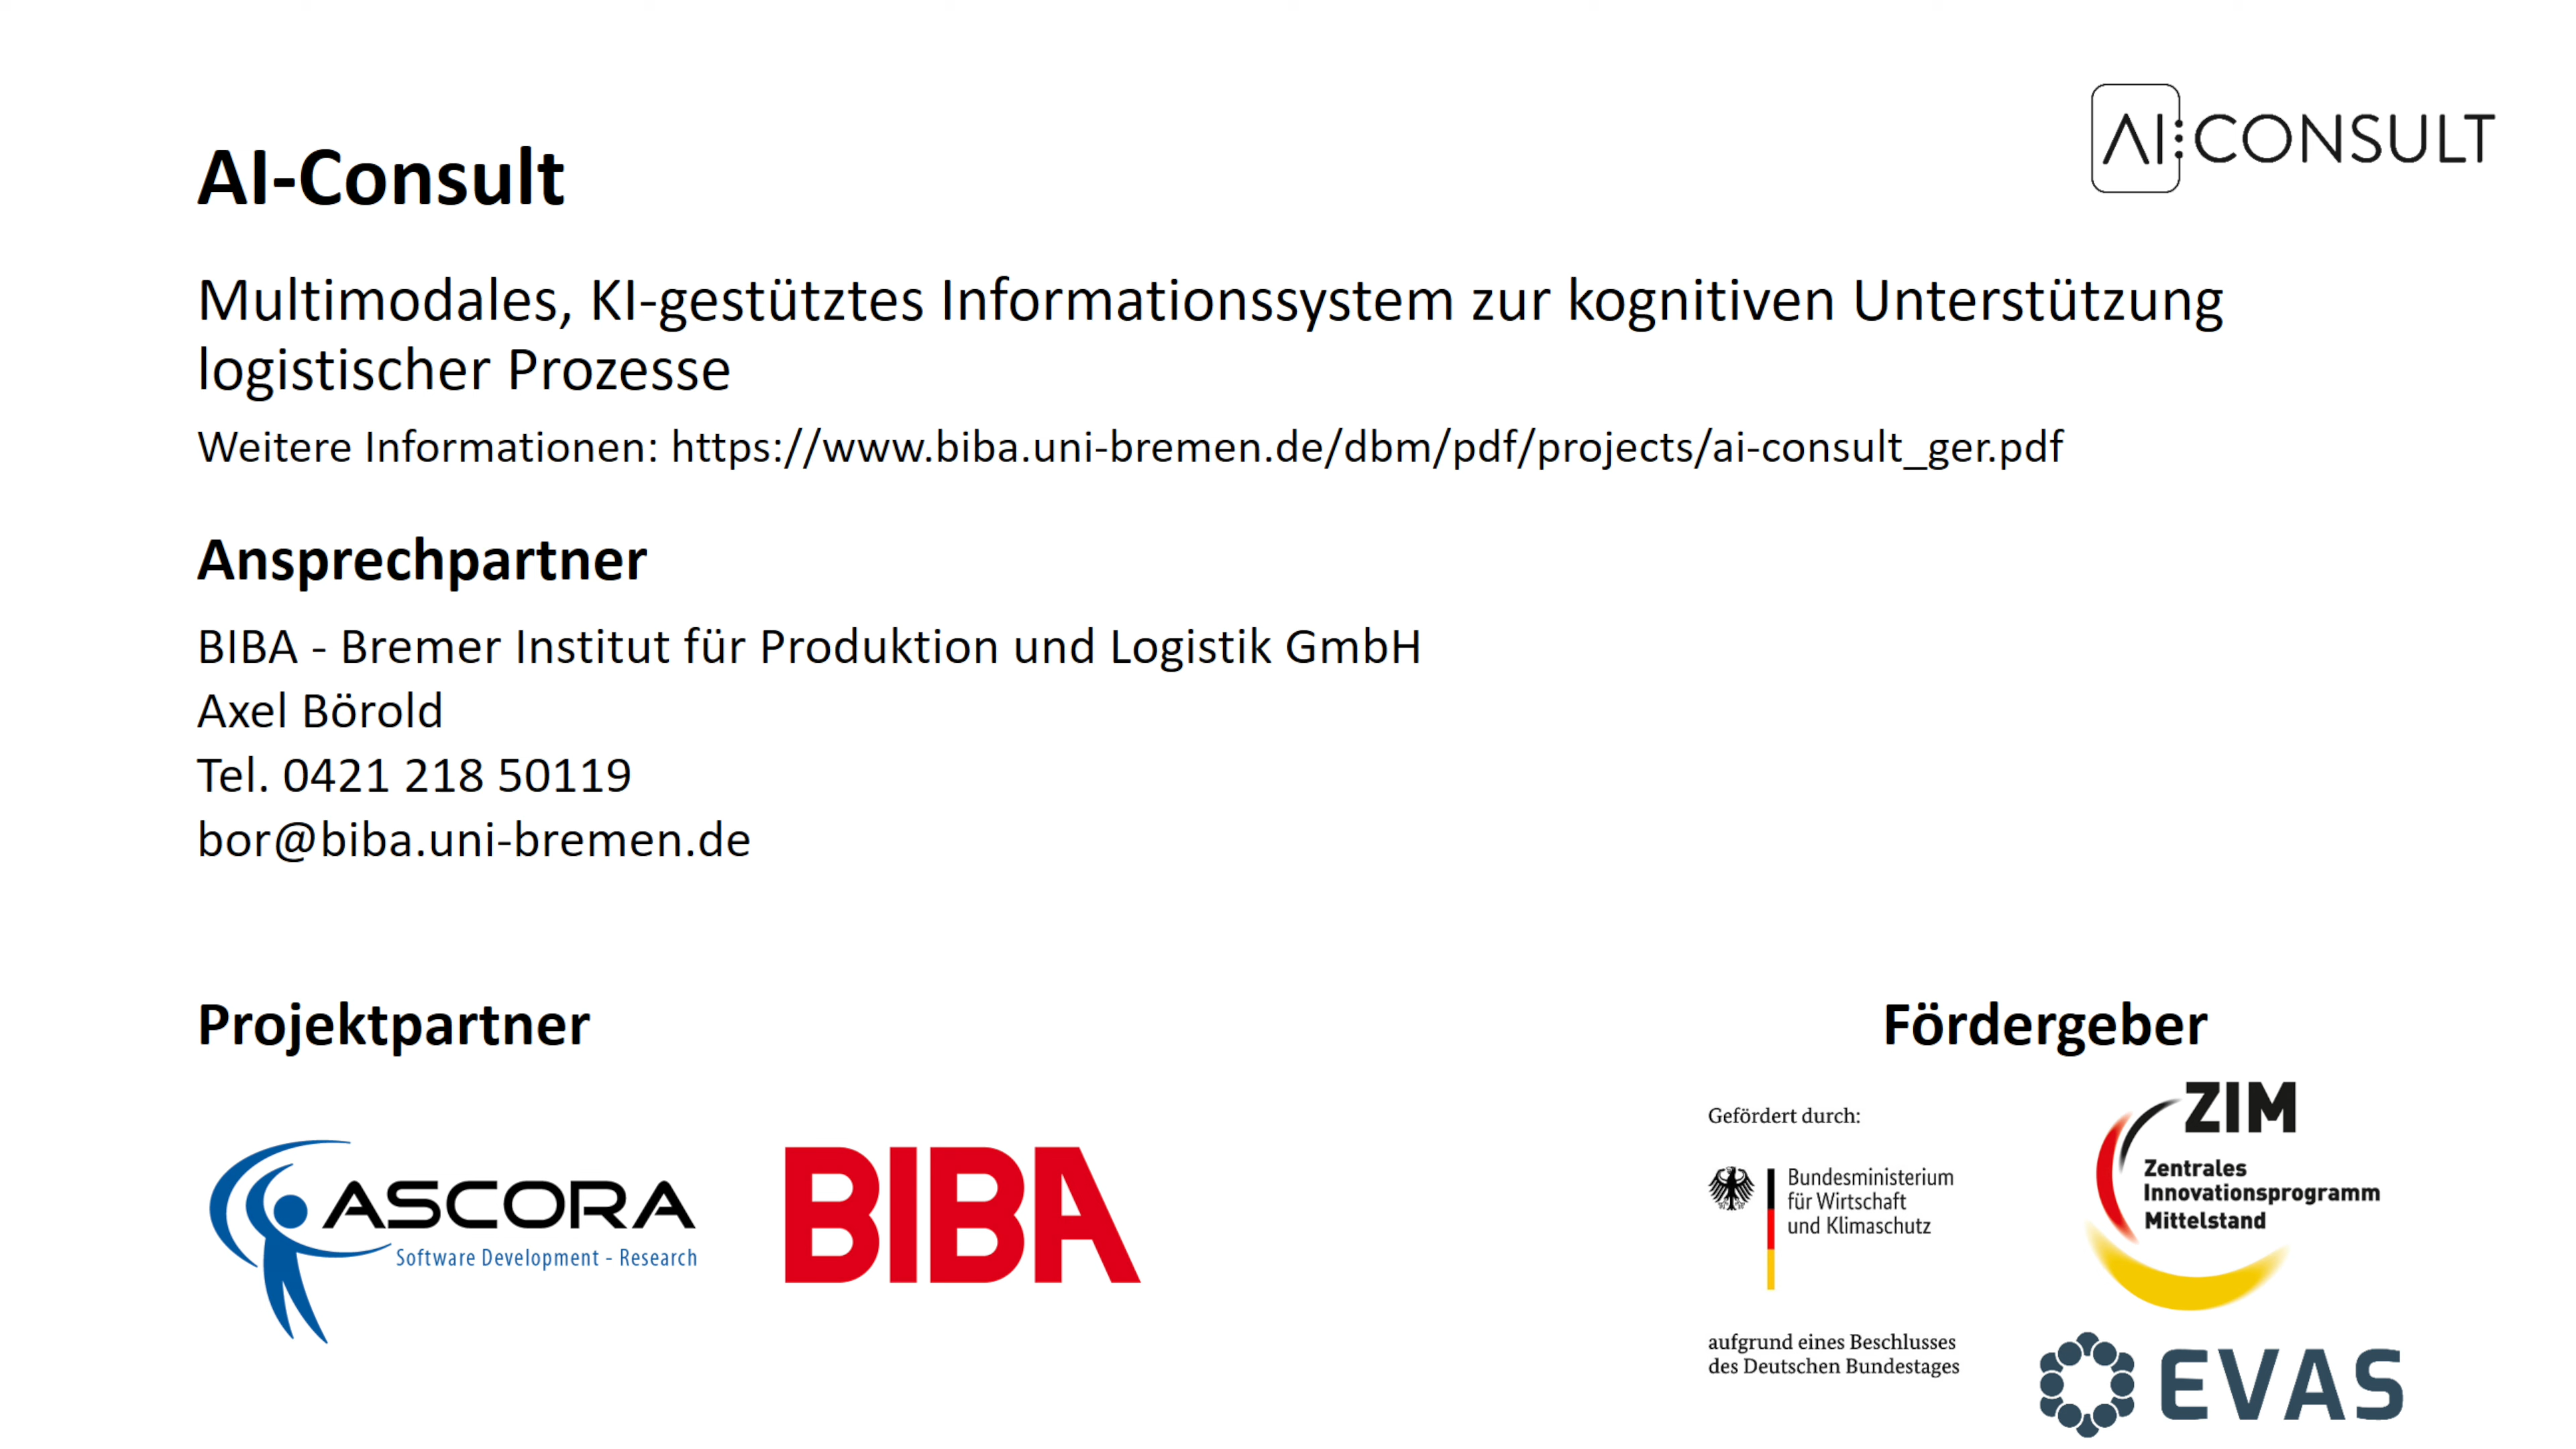 AI:CONSULT
AI-Consult
Multimodales, KI-gestütztes Informationssystem zur kognitiven Unterstützung
logistischer Prozesse
Weitere Informationen: https://www.biba.uni-bremen.de/dbm/pdf/projects/ai-consult_ger.pdf
Ansprechpartner
BIBA - Bremer Institut für Produktion und Logistik GmbH
Axel Börold
Tel. 0421 218 50119
bor@biba.uni-bremen.de
Projektpartner
ASCORA
Software Development - Research
BIBA
Fördergeber
Gefördert durch:
Bundesministerium
für Wirtschaft
und Klimaschutz
aufgrund eines Beschlusses
des Deutschen Bundestages
ZIM
Zentrales
Innovationsprogramm
Mittelstand
EVAS